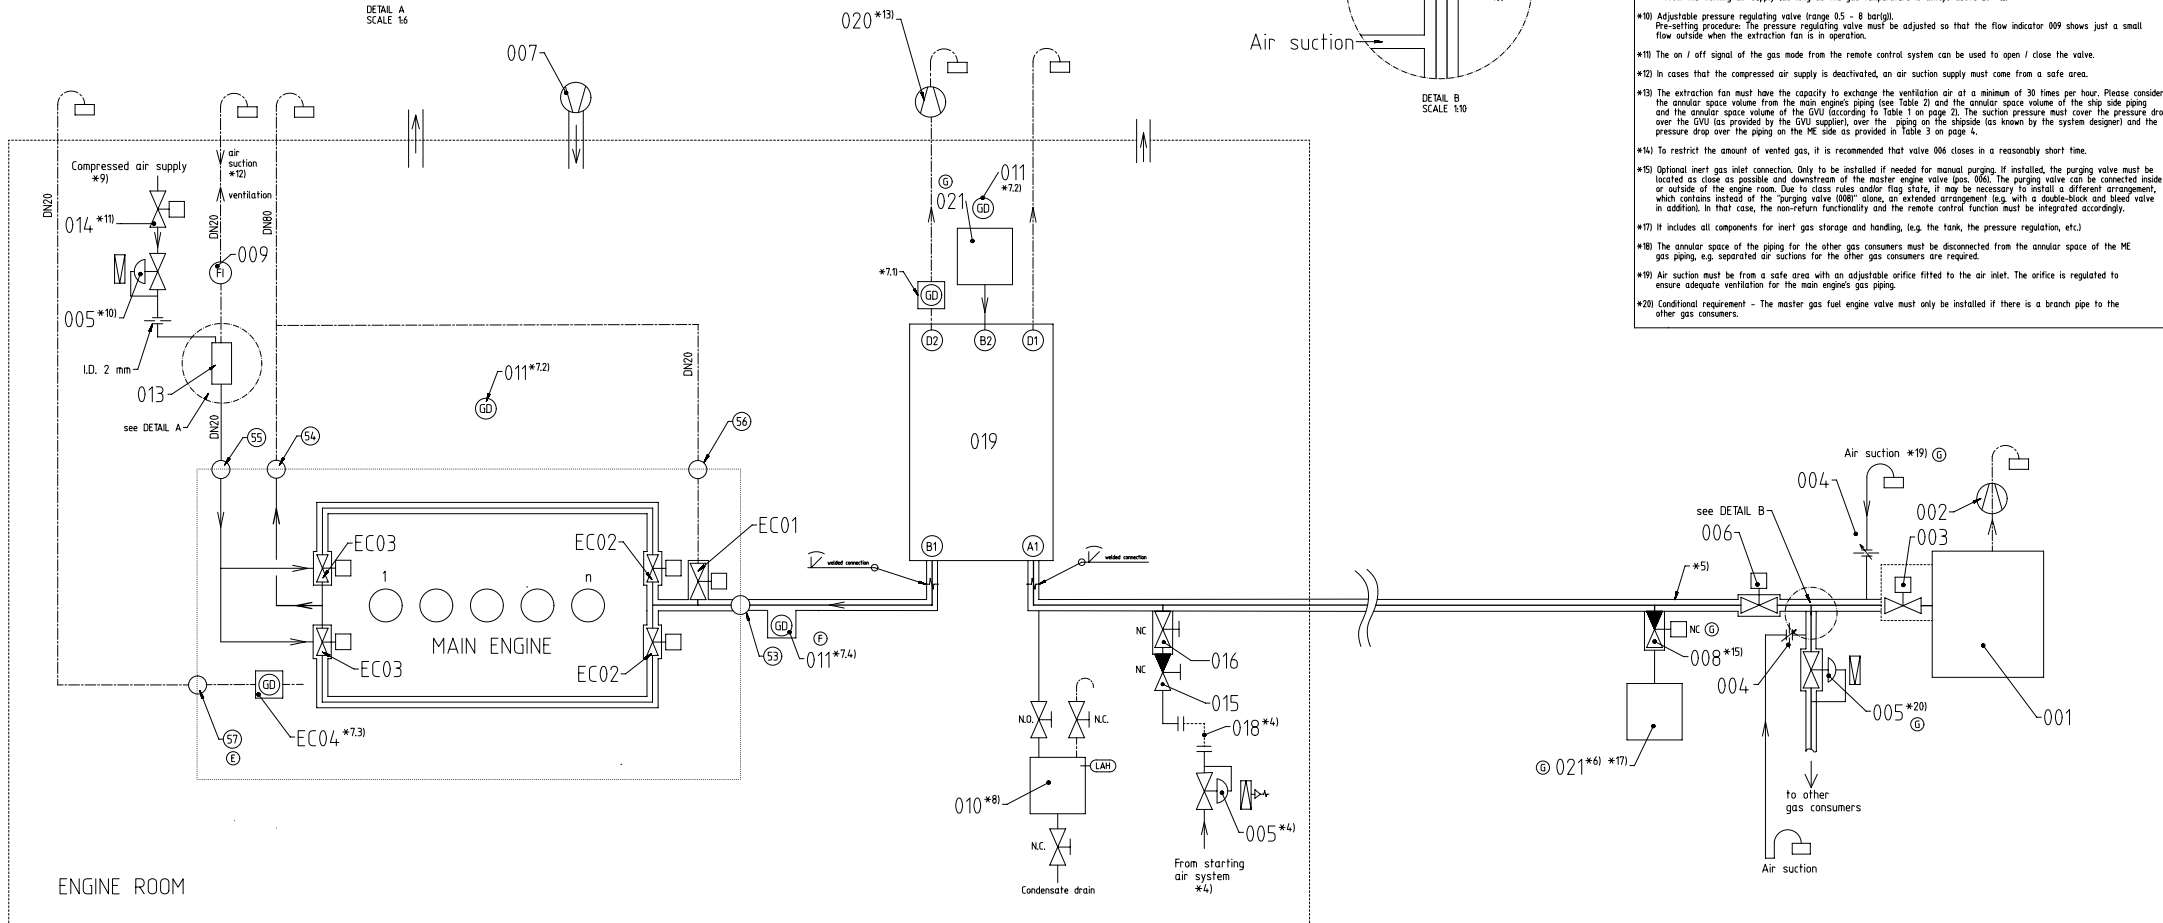 DETAIL A
SCALE 1:6
020 *13)
007
Air suction
DETAIL B
SCALE 1:10
*10) Adjustable pressure regulating valve (range 0,5 - 8 bar(g)).
Pre-setting procedure: The pressure regulating valve must be adjusted so that the flow indicator 009 shows just a small
flow outside when the extraction fan is in operation.
*11) The on / off signal of the gas mode from the remote control system can be used to open / close the valve.
*12) In cases that the compressed air supply is deactivated, an air suction supply must come from a safe area.
*13) The extraction fan must have the capacity to exchange the ventilation air at a minimum of 30 times per hour. Please consider
the annular space volume from the main engine's piping (see Table 2) and the annular space volume of the ship side piping
and the annular space volume of the GVU (according to Table 1 on page 2). The suction pressure must cover the pressure dro
over the GVU (as provided by the GVU supplier), over the piping on the shipside (as known by the system designer) and the
pressure drop over the piping on the ME side as provided in Table 3 on page 4.
*14) To restrict the amount of vented gas, it is recommended that valve 006 closes in a reasonably short time.
*15) Optional inert gas inlet connection. Only to be installed if needed for manual purging. If installed, the purging valve must be
located as close as possible and downstream of the master engine valve (pos. 006). The purging valve can be connected inside
or outside of the engine room. Due to class rules and/or flag state, it may be necessary to install a different arrangement,
which contains instead of the "purging valve (008)" alone, an extended arrangement (e.g. with a double-block and bleed valve
in addition). In that case, the non-return functionality and the remote control function must be integrated accordingly.
*17) It includes all components for inert gas storage and handling, (e.g. the tank, the pressure regulation, etc.)
*18) The annular space of the piping for the other gas consumers must be disconnected from the annular space of the ME
gas piping, e.g. separated air suctions for the other gas consumers are required.
*19) Air suction must be from a safe area with an adjustable orifice fitted to the air inlet. The orifice is regulated to
ensure adequate ventilation for the main engine's gas piping.
*20) Conditional requirement - The master gas fuel engine valve must only be installed if there is a branch pipe to the
other gas consumers.
Compressed air supply
*9)
air
suction
*12)
ventilation
DN20
DN20
DN80
014 *11)
009
FI
005 *10)
I.D. 2 mm
013
see DETAIL A
DN20
DN20
G
021
011
*7.2)
GD
*7.1)
GD
D2
B2
D1
011 *7.2)
GD
019
55
54
56
B1
A1
welded connection
welded connection
EC03
EC02
EC01
1
n
MAIN ENGINE
EC03
EC02
53
GD
F
011 *7.4)
GD
EC04 *7.3)
57
E
NC
016
NC
015
N.O.
N.C.
018 *4)
LAH
010 *8)
005 *4)
N.C.
Condensate drain
From starting
air system
*4)
ENGINE ROOM
Air suction *19) G
004
002
see DETAIL B
006
003
*5)
NC G
008 *15)
004
005 *20)
G
001
G 021 *6) *17)
to other
gas consumers
Air suction